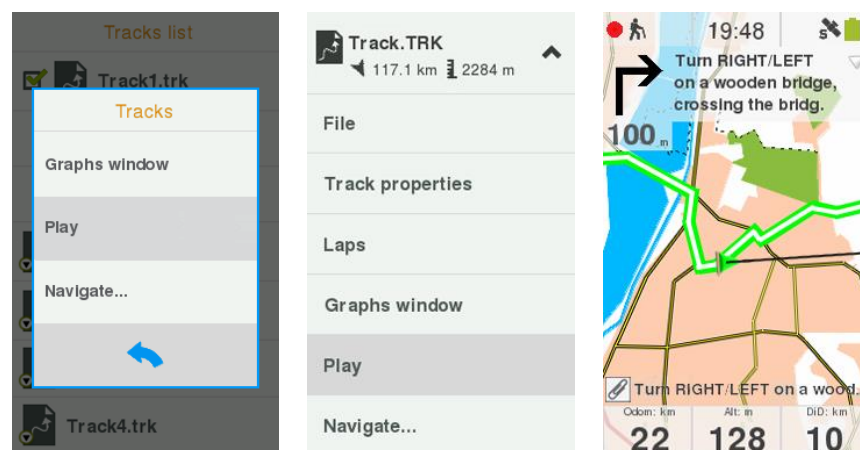 Tracks list
Track1.trk
Tracks
Graphs window
Play
Navigate...
Track4.trk
Track.TRK
117.1 km 2284 m
File
Track properties
Laps
Graphs window
Play
Navigate...
19:48
S
Turn RIGHT/LEFT
on a wooden bridge,
crossing the bridg.
100 m
Turn RIGHT/LEFT on a wood.
Odom: km Alt: m DiD: km
22 128 10